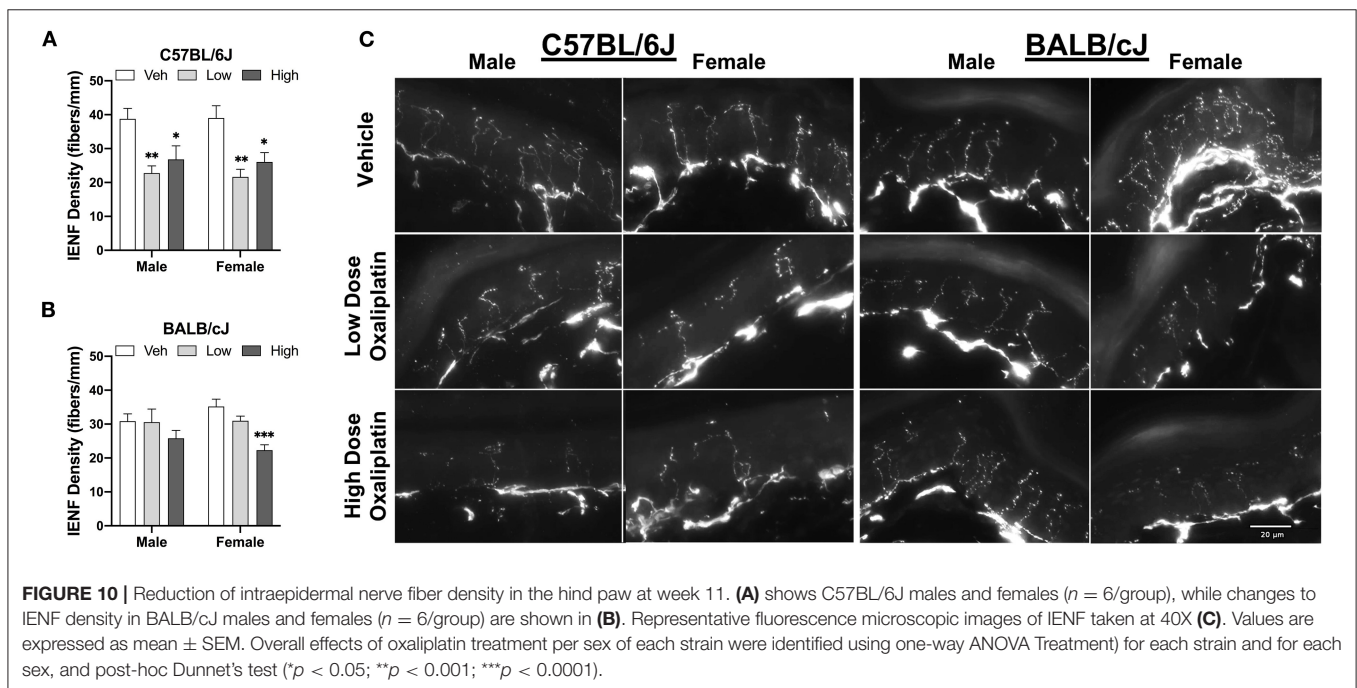 A
C57BL/6J
Veh Low High
IENF Density (fibers/mm)
50
40
30
20
10
0
** * ** *
Male Female
B
BALB/cJ
Veh Low High
IENF Density (fibers/mm)
50
40
30
20
10
0
***
Male Female
C
C57BL/6J BALB/cJ
Male Female Male Female
Vehicle
Low Dose
Oxaliplatin
High Dose
Oxaliplatin
20 µm
FIGURE 10 | Reduction of intraepidermal nerve fiber density in the hind paw at week 11. (A) shows C57BL/6J males and females (n = 6/group), while changes to
IENF density in BALB/cJ males and females (n = 6/group) are shown in (B). Representative fluorescence microscopic images of IENF taken at 40X (C). Values are
expressed as mean ± SEM. Overall effects of oxaliplatin treatment per sex of each strain were identified using one-way ANOVA Treatment) for each strain and for each
sex, and post-hoc Dunnet's test (*p < 0.05; **p < 0.001; ***p < 0.0001).